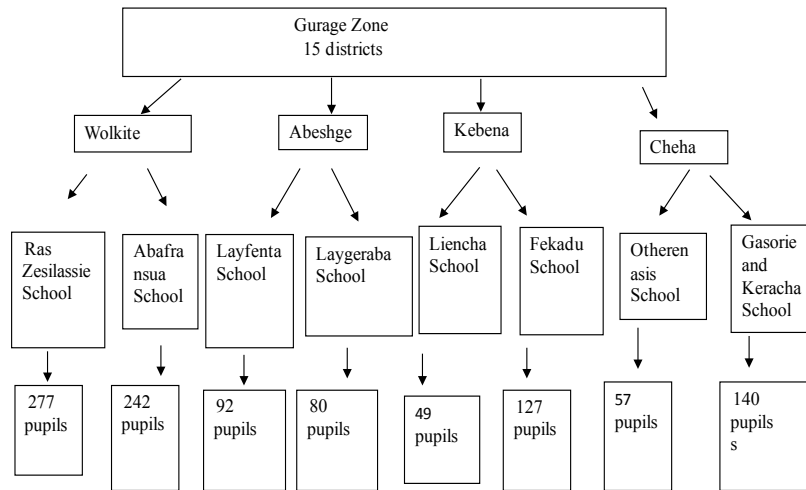 Gurage Zone
15 districts
Wolkite
Abeshge
Kebena
Cheha
Ras
Zesilassie
School
Abafra
nsua
School
Layfenta
School
Laygeraba
School
Liencha
School
Fekadu
School
Otheren
asis
School
Gasorie
and
Keracha
School
277
pupils
242
pupils
92
pupils
80
pupils
49
pupils
127
pupils
57
pupils
140
pupils
s